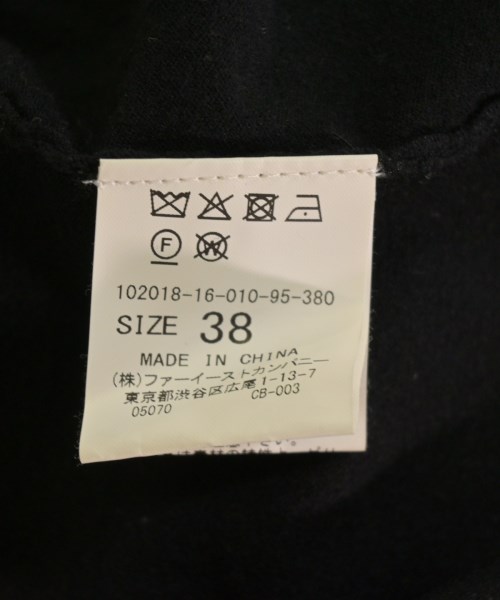 F W
102018-16-010-95-380
SIZE 38
MADE IN CHINA
(株)ファーイーストカンパニー
東京都渋谷区広尾1-13-7
05070 CB-003